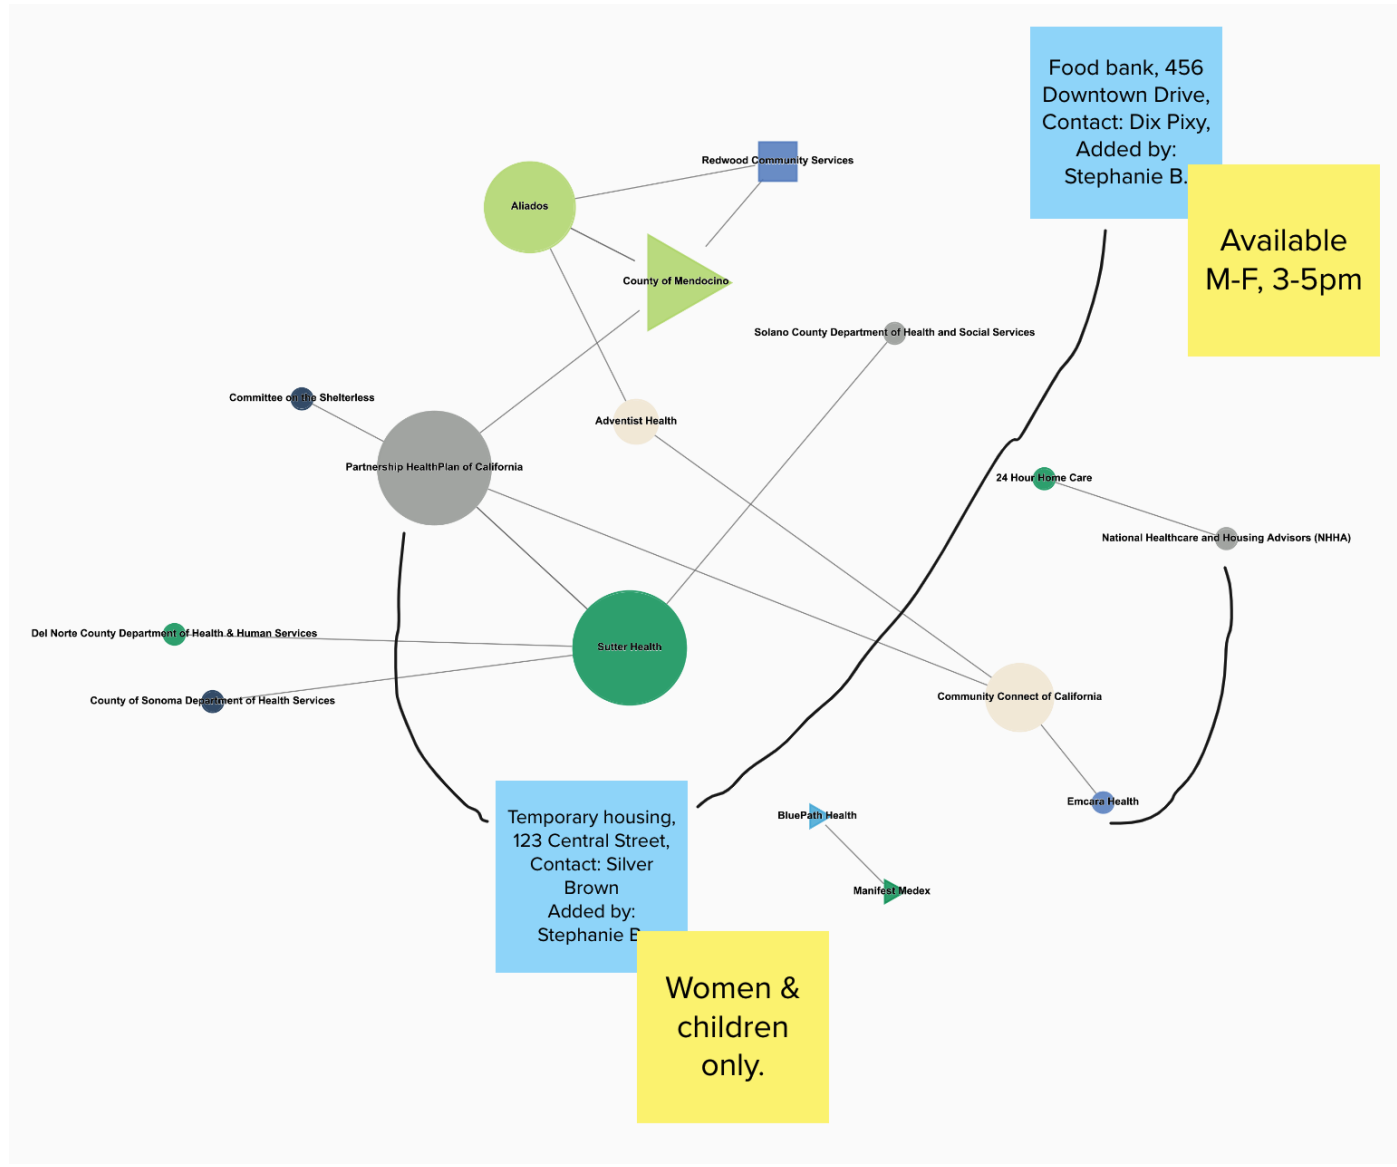 Food bank, 456
Downtown Drive,
Contact: Dix Pixy,
Added by:
Stephanie B.
Available
M-F, 3-5pm
Redwood Community Services
Aliados
County of Mendocino
Solano County Department of Health and Social Services
Committee on the Shelterless
Adventist Health
Partnership HealthPlan of California
24 Hour Home Care
National Healthcare and Housing Advisors (NHHA)
Del Norte County Department of Health & Human Services
Sutter Health
County of Sonoma Department of Health Services
Community Connect of California
Emcara Health
BluePath Health
Manifest Medex
Temporary housing,
123 Central Street,
Contact: Silver
Brown
Added by:
Stephanie B
Women &
children
only.